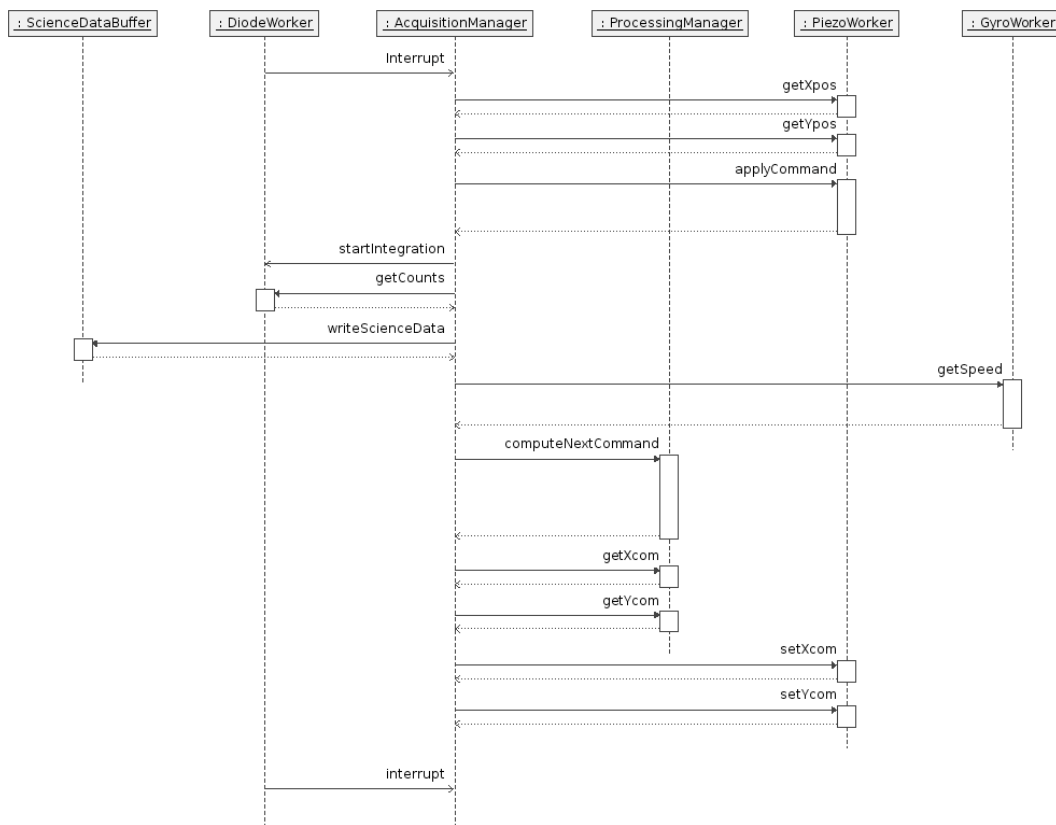 : ScienceDataBuffer
: DiodeWorker
: AcquisitionManager
: ProcessingManager
: PiezoWorker
: GyroWorker
Interrupt
getXpos
getYpos
applyCommand
startIntegration
getCounts
writeScienceData
getSpeed
computeNextCommand
getXcom
getYcom
setXcom
setYcom
interrupt